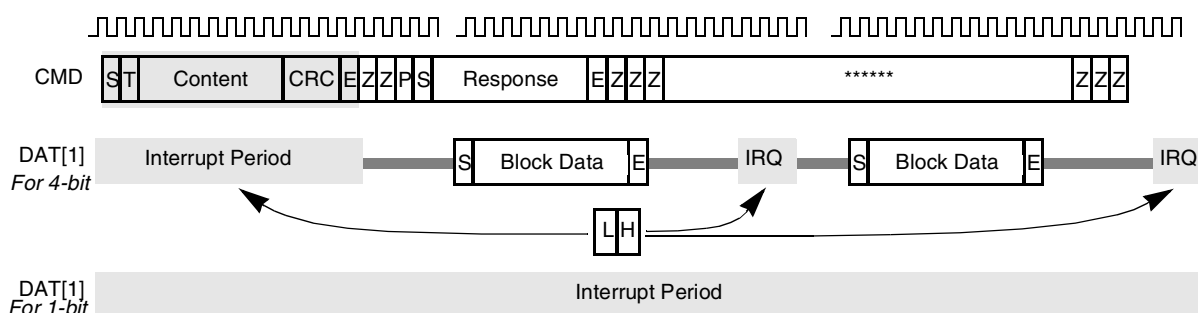 CMD S T Content CRC E Z Z P S Response E Z Z Z ****** Z Z Z
DAT[1] Interrupt Period S Block Data E IRQ S Block Data E IRQ
For 4-bit
L H
DAT[1] Interrupt Period
For 1-bit